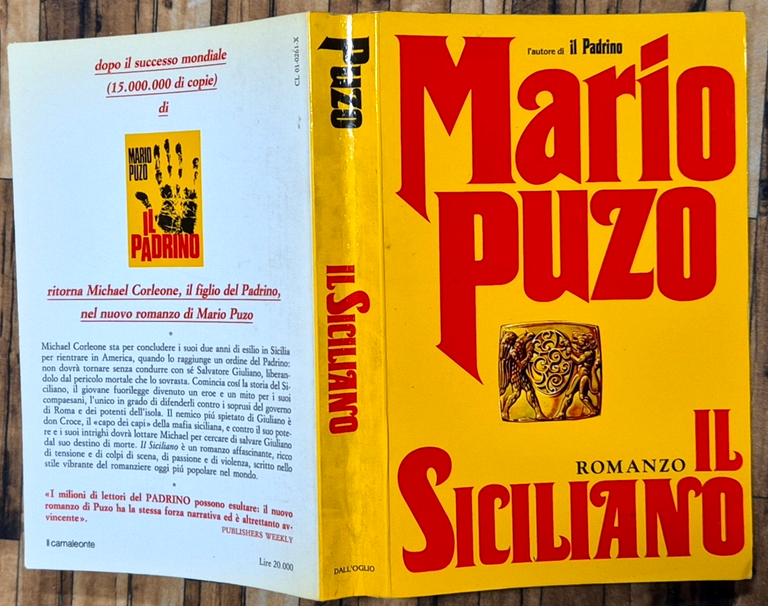 dopo il successo mondiale
(15.000.000 di copie)
di
MARIO
PUZO
IL
PADRINO
ritorna Michael Corleone, il figlio del Padrino,
nel nuovo romanzo di Mario Puzo
*
Michael Corleone sta per concludere i suoi due anni di esilio in Sicilia
per rientrare in America, quando lo raggiunge un ordine del Padrino:
non dovrà tornare senza condurre con sé Salvatore Giuliano, liberan-
dolo dal pericolo mortale che lo sovrasta. Comincia così la storia del Si-
ciliano, il giovane fuorilegge divenuto un eroe e un mito per i suoi
compaesani, l'unico in grado di difenderli contro i soprusi del governo
di Roma e dei potenti dell'isola. Il nemico piú spietato di Giuliano è
don Croce, il «capo dei capi» della mafia siciliana, e contro il suo pote-
re e i suoi intrighi dovrà lottare Michael per cercare di salvare Giuliano
dal suo destino di morte. Il Siciliano è un romanzo affascinante, ricco
di tensione e di colpi di scena, di passione e di violenza, scritto nello
stile vibrante del romanziere oggi piú popolare nel mondo.
*
«I milioni di lettori del PADRINO possono esultare: il nuovo
romanzo di Puzo ha la stessa forza narrativa ed è altrettanto av-
vincente».
PUBLISHERS WEEKLY
Il camaleonte
Lire 20.000
CL 01-0261-X
Puzo
IL SICILIANO
DALL'OGLIO
l'autore di il Padrino
Mario
PUZO
ROMANZO
IL
SICILIANO